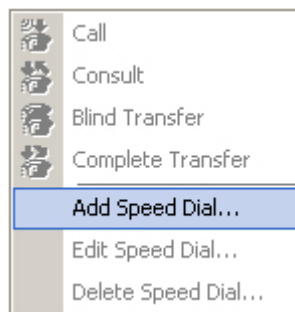 Call
Consult
Blind Transfer
Complete Transfer
Add Speed Dial...
Edit Speed Dial...
Delete Speed Dial...